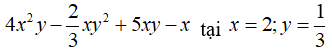 4x²y − 2/3 xy² + 5xy − x tại x = 2; y = 1/3